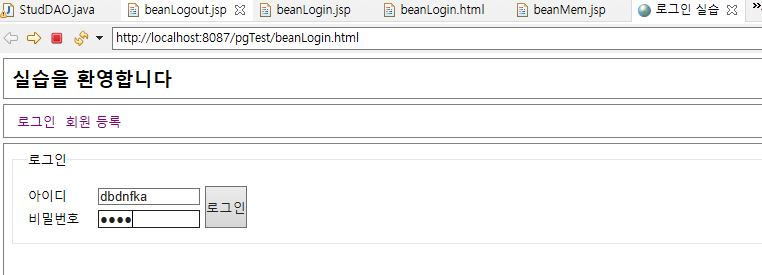 StudDAO.java beanLogout.jsp beanLogin.jsp beanLogin.html beanMem.jsp 로그인 실습
http://localhost:8087/pgTest/beanLogin.html
실습을 환영합니다
로그인 회원 등록
로그인
아이디 dbdnfka
비밀번호 ●●●●
로그인